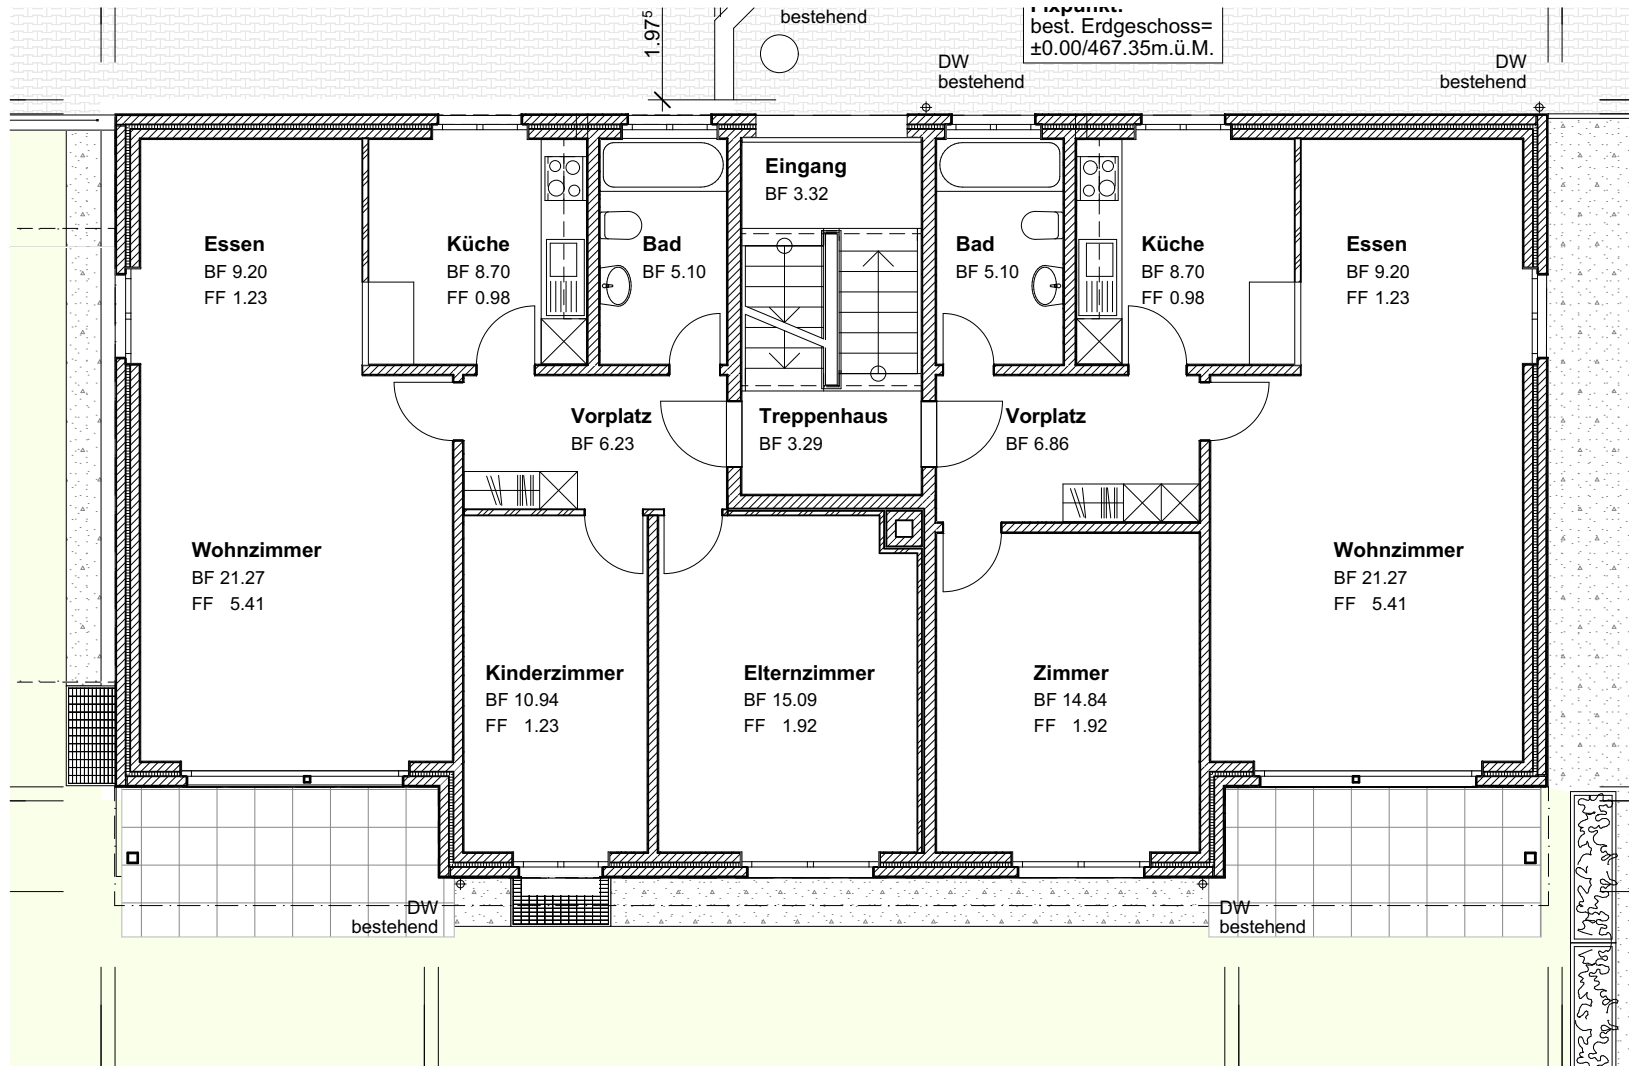 bestehend
1.97⁵
Fixpunkt:
best. Erdgeschoss=
±0.00/467.35m.ü.M.
DW
bestehend
DW
bestehend
Eingang
BF 3.32
Essen
BF 9.20
FF 1.23
Küche
BF 8.70
FF 0.98
Bad
BF 5.10
Bad
BF 5.10
Küche
BF 8.70
FF 0.98
Essen
BF 9.20
FF 1.23
Vorplatz
BF 6.23
Treppenhaus
BF 3.29
Vorplatz
BF 6.86
Wohnzimmer
BF 21.27
FF 5.41
Wohnzimmer
BF 21.27
FF 5.41
Kinderzimmer
BF 10.94
FF 1.23
Elternzimmer
BF 15.09
FF 1.92
Zimmer
BF 14.84
FF 1.92
DW
bestehend
DW
bestehend